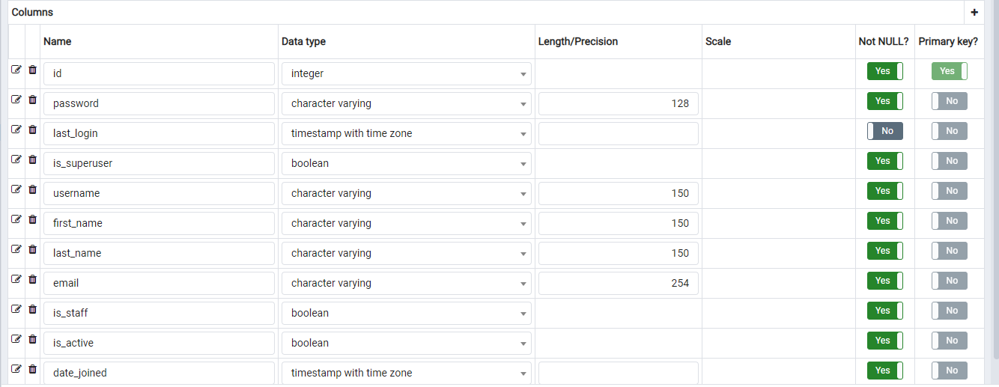 Columns +
Name Data type Length/Precision Scale Not NULL? Primary key?
id integer Yes Yes
password character varying 128 Yes No
last_login timestamp with time zone No No
is_superuser boolean Yes No
username character varying 150 Yes No
first_name character varying 150 Yes No
last_name character varying 150 Yes No
email character varying 254 Yes No
is_staff boolean Yes No
is_active boolean Yes No
date_joined timestamp with time zone Yes No